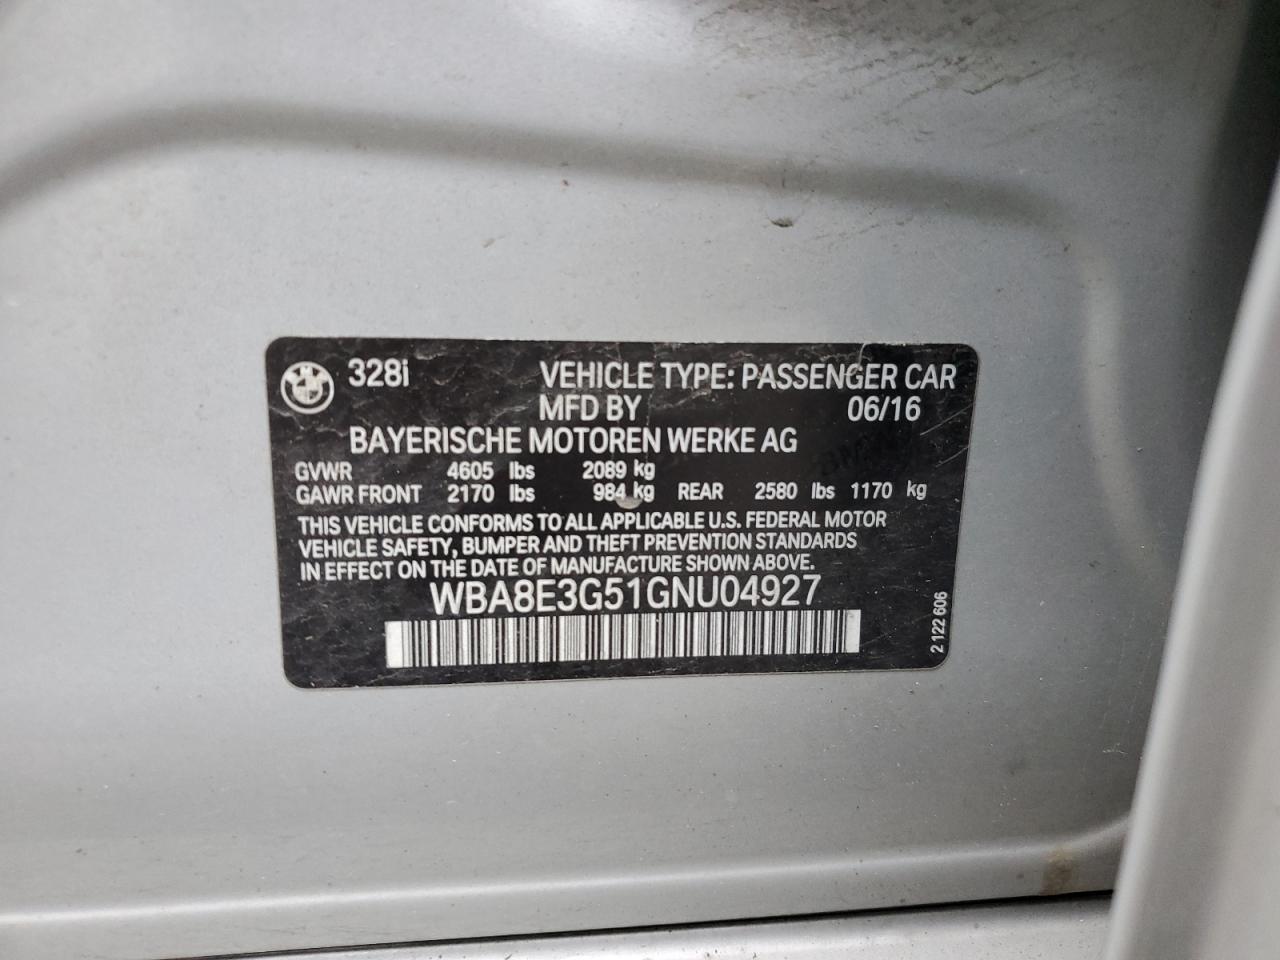 328i VEHICLE TYPE: PASSENGER CAR
MFD BY 06/16
BAYERISCHE MOTOREN WERKE AG
GVWR 4605 lbs 2089 kg
GAWR FRONT 2170 lbs 984 kg REAR 2580 lbs 1170 kg
THIS VEHICLE CONFORMS TO ALL APPLICABLE U.S. FEDERAL MOTOR
VEHICLE SAFETY, BUMPER AND THEFT PREVENTION STANDARDS
IN EFFECT ON THE DATE OF MANUFACTURE SHOWN ABOVE.
WBA8E3G51GNU04927
2 122 606